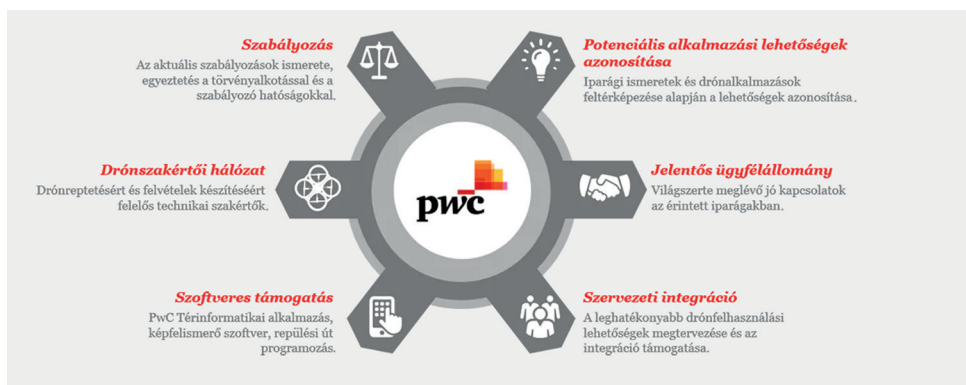 Szabályozás
Az aktuális szabályozások ismerete,
egyeztetés a törvényalkotással és a
szabályozó hatóságokkal.
Potenciális alkalmazási lehetőségek
azonosítása
Iparági ismeretek és drónalkalmazások
feltérképezése alapján a lehetőségek azonosítása.
Drónszakértői hálózat
Drónreptetésért és felvételek készítéséért
felelős technikai szakértők.
pwc
Jelentős ügyfélállomány
Világszerte meglévő jó kapcsolatok
az érintett iparágakban.
Szoftveres támogatás
PwC Térinformatikai alkalmazás,
képfelismerő szoftver, repülési út
programozás.
Szervezeti integráció
A leghatékonyabb drónfelhasználási
lehetőségek megtervezése és az
integráció támogatása.